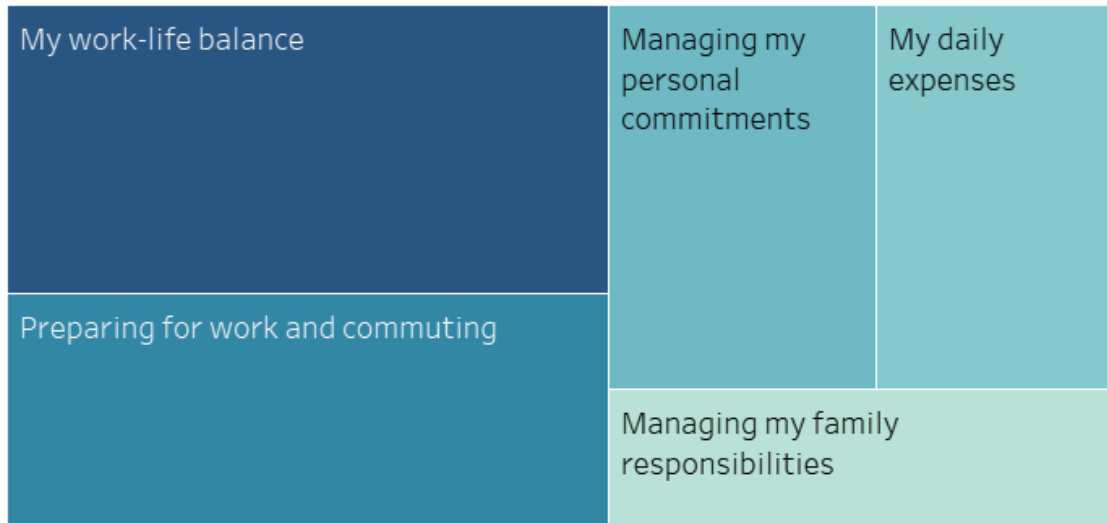 My work-life balance
Preparing for work and commuting
Managing my
personal
commitments
My daily
expenses
Managing my family
responsibilities